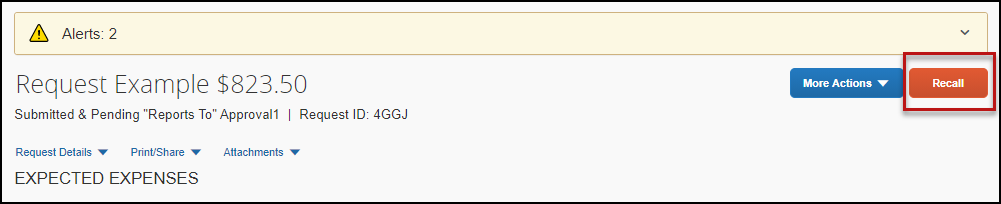 Alerts: 2
Request Example $823.50
More Actions
Recall
Submitted & Pending "Reports To" Approval1 | Request ID: 4GGJ
Request Details Print/Share Attachments
EXPECTED EXPENSES